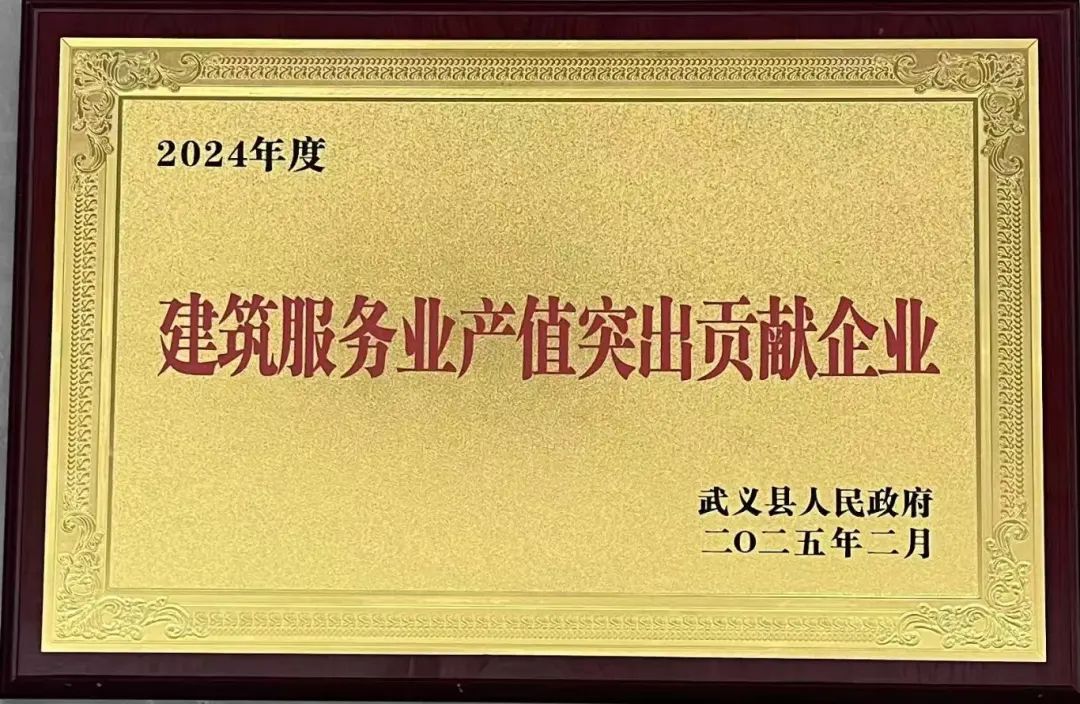 2024年度
建筑服务业产值突出贡献企业
武义县人民政府
二〇二五年二月